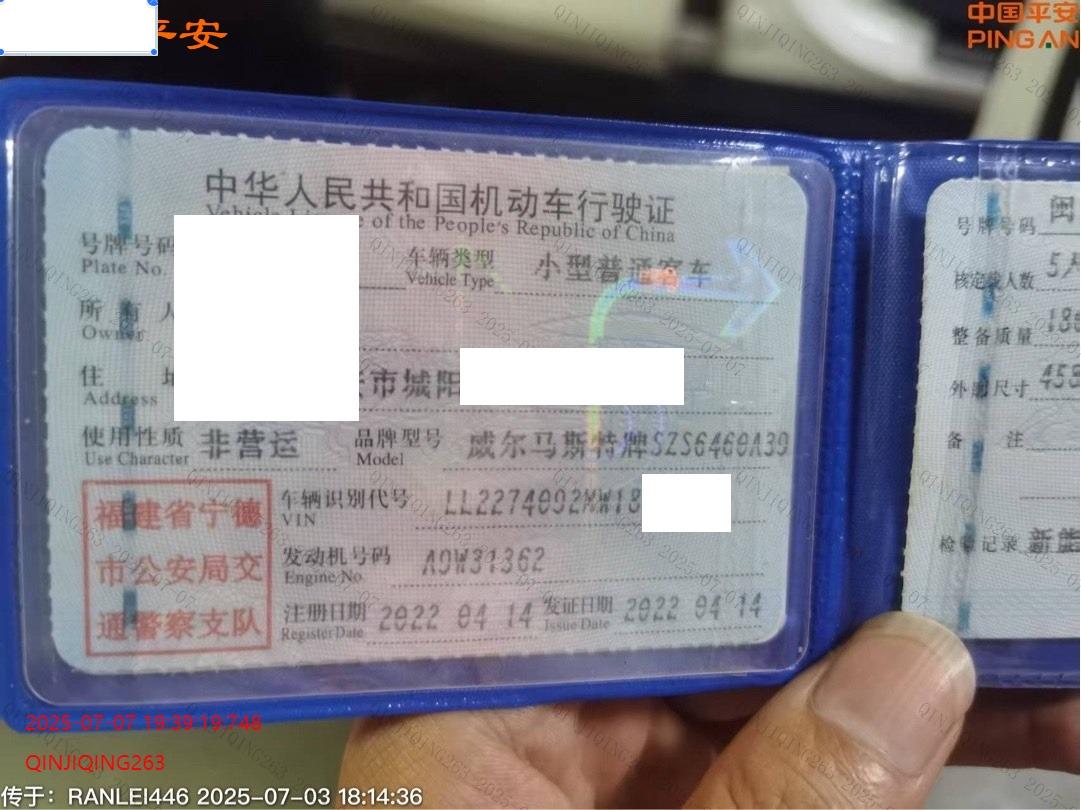 平安
中国平安
PING AN
中华人民共和国机动车行驶证
of the People's Republic of China
号牌号码
Plate No.
车辆类型
Vehicle Type
小型普通客车
所有人
Owner
住 址
Address
市城阳
使用性质
Use Character
非营运
品牌型号
Model
威尔马斯特牌SZS6460A39
车辆识别代号
VIN
LL2274092MW18
发动机号码
Engine No.
A0W31362
注册日期
Register Date
2022 04 14
发证日期
Issue Date
2022 04 14
福建省宁德
市公安局交
通警察支队
号牌号码 闽
核定载人数 5人
整备质量
外廓尺寸 458
备 注
检验记录 新能
2025-07-07 19:39:19.748
QINJIQING263
传于：RANLEI446 2025-07-03 18:14:36